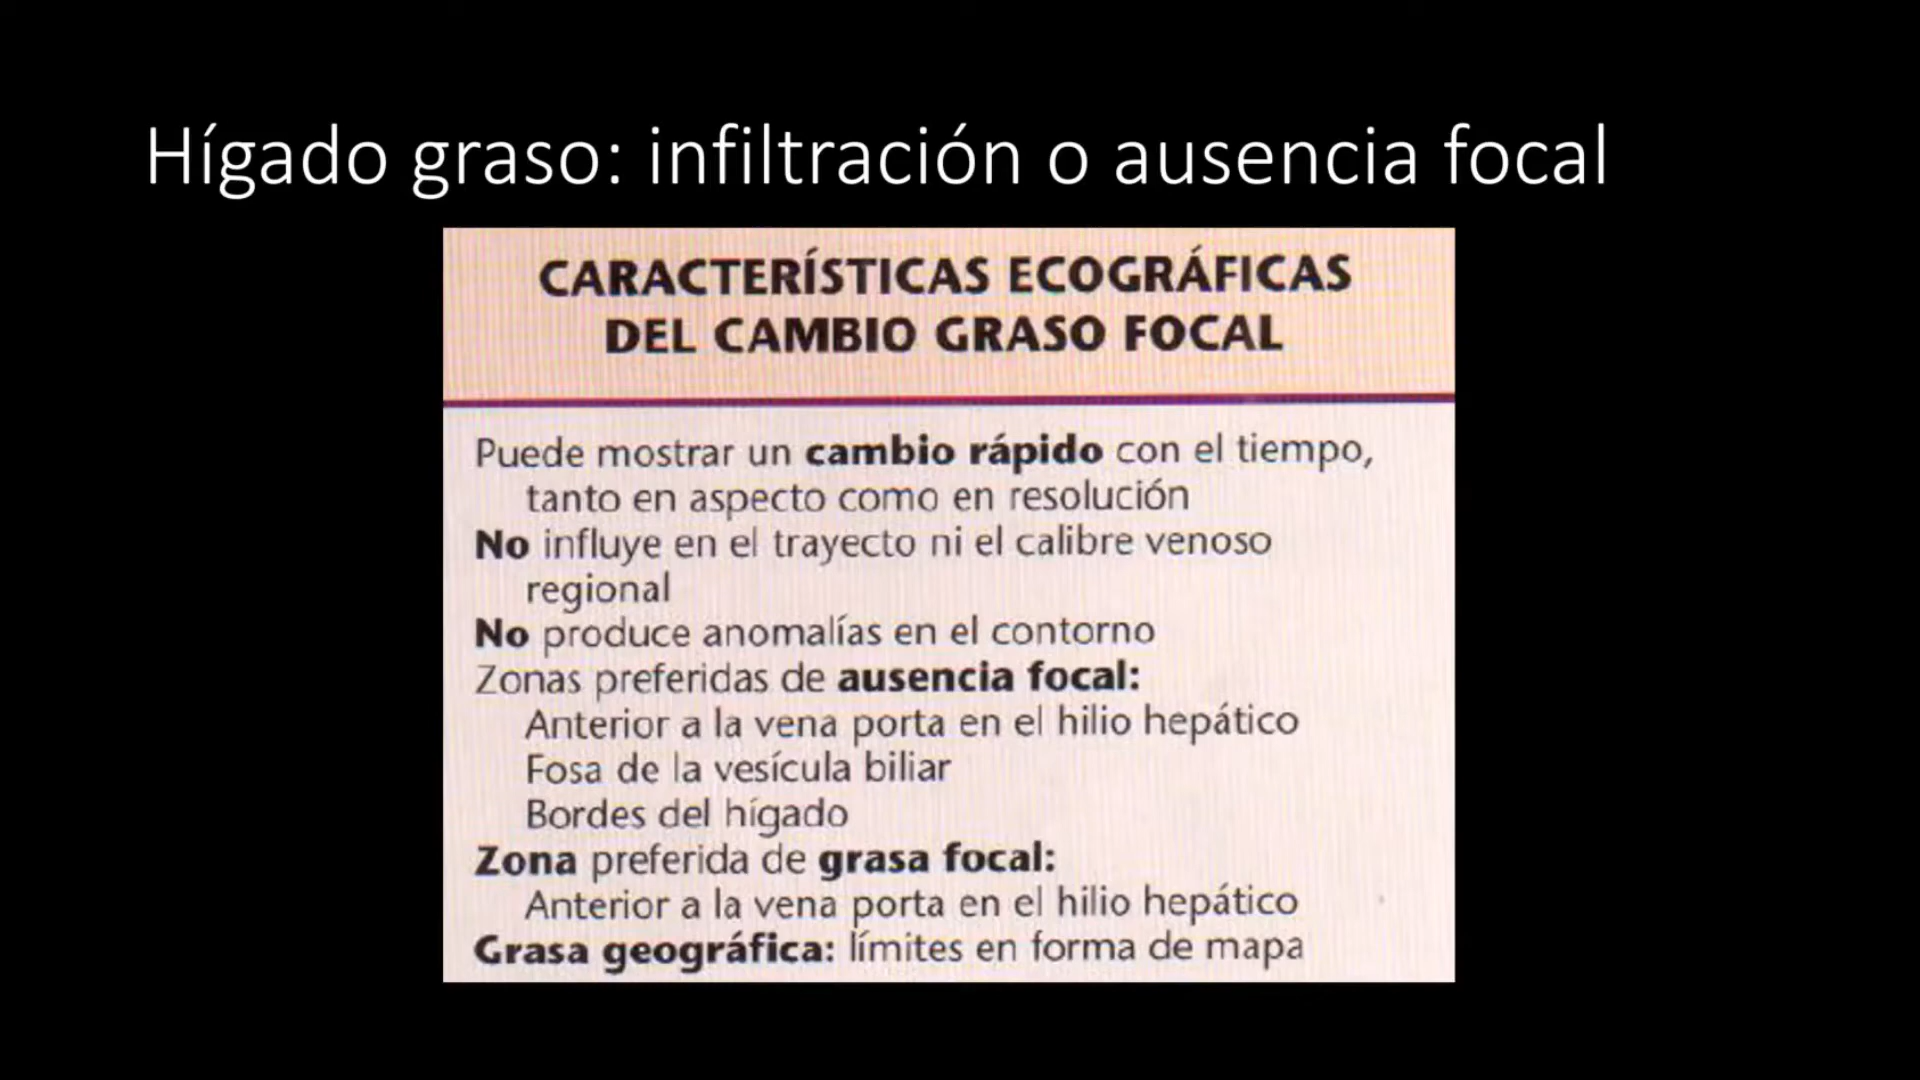 Hígado graso: infiltración o ausencia focal
CARACTERÍSTICAS ECOGRÁFICAS
DEL CAMBIO GRASO FOCAL
Puede mostrar un cambio rápido con el tiempo,
tanto en aspecto como en resolución
No influye en el trayecto ni el calibre venoso
regional
No produce anomalías en el contorno
Zonas preferidas de ausencia focal:
Anterior a la vena porta en el hilio hepático
Fosa de la vesícula biliar
Bordes del hígado
Zona preferida de grasa focal:
Anterior a la vena porta en el hilio hepático
Grasa geográfica: límites en forma de mapa